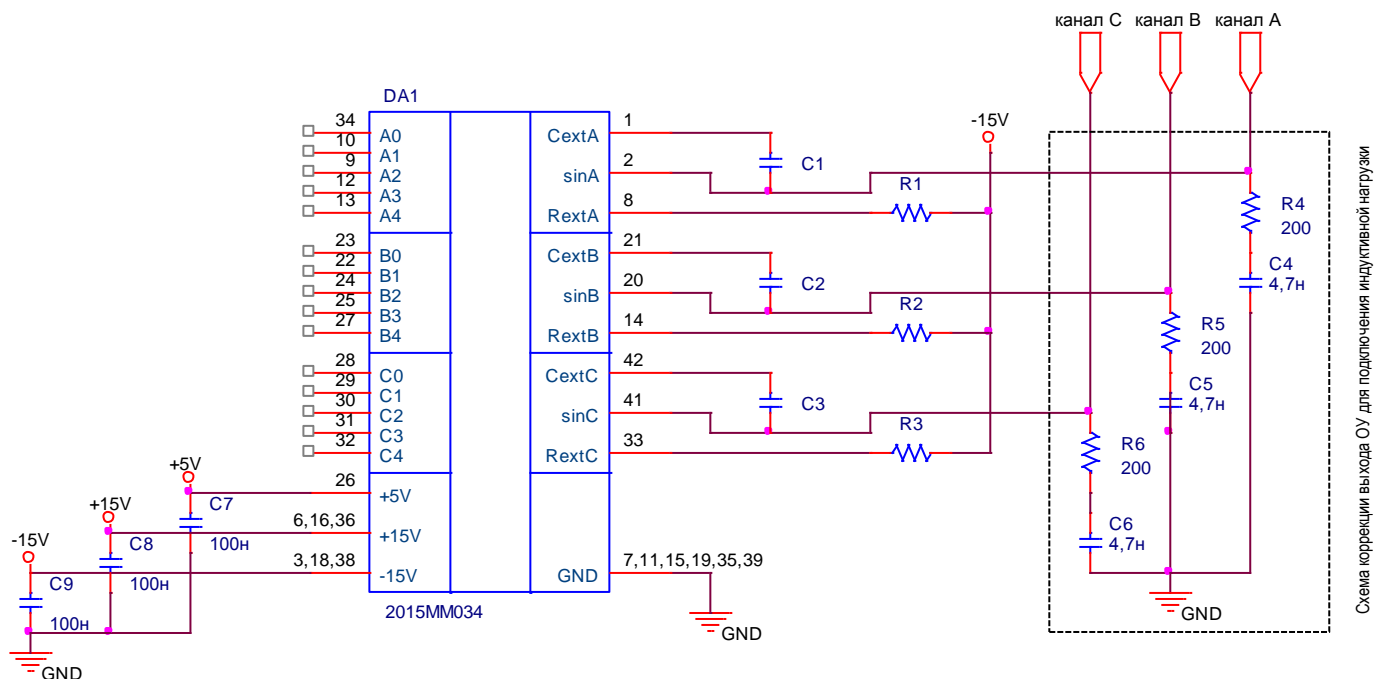 канал C канал B канал A
DA1
34 A0
10 A1
9 A2
12 A3
13 A4
23 B0
22 B1
24 B2
25 B3
27 B4
28 C0
29 C1
30 C2
31 C3
32 C4
26 +5V
6,16,36 +15V
3,18,38 -15V
CextA 1
sinA 2
RextA 8
CextB 21
sinB 20
RextB 14
CextC 42
sinC 41
RextC 33
GND 7,11,15,19,35,39
2015MM034
GND
C1
R1
C2
R2
C3
R3
-15V
+5V
C7
100н
+15V
C8
100н
-15V
C9
100н
GND
R4
200
C4
4,7н
R5
200
C5
4,7н
R6
200
C6
4,7н
GND
Схема коррекции выхода ОУ для подключения индуктивной нагрузки